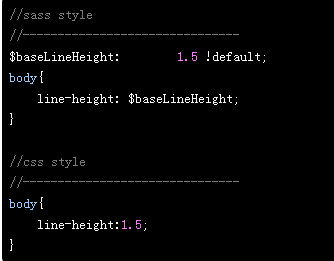 //sass style
//-------------------------------
$baseLineHeight:        1.5 !default;
body{
    line-height: $baseLineHeight;
}

//css style
//-------------------------------
body{
    line-height:1.5;
}